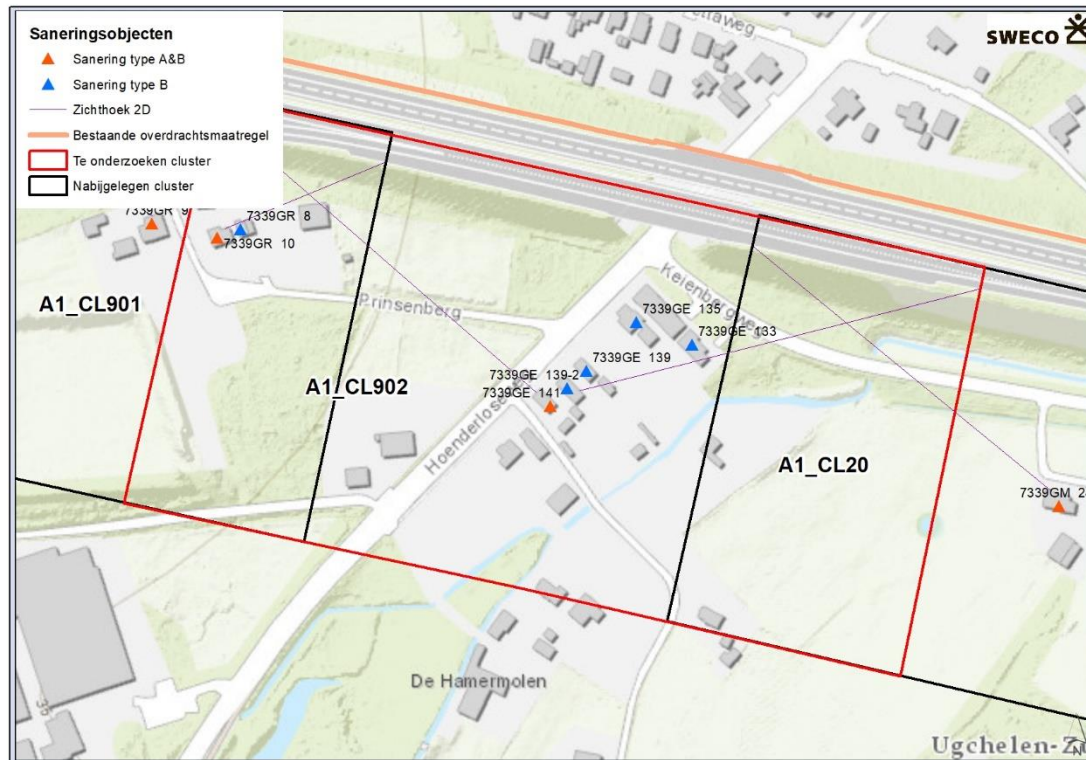 Saneringsobjecten
SWECO
Sanering type A&B
Sanering type B
Zichthoek 2D
Bestaande overdrachtsmaatregel
Te onderzoeken cluster
Nabijgelegen cluster
7339GR 9
7339GR 8
7339GR 10
A1_CL901
Prinsenberg
Keienbergweg
7339GE 135
7339GE 133
7339GE 139
7339GE 139-2
7339GE 141
A1_CL902
A1_CL20
7339GM 2
De Hamermolen